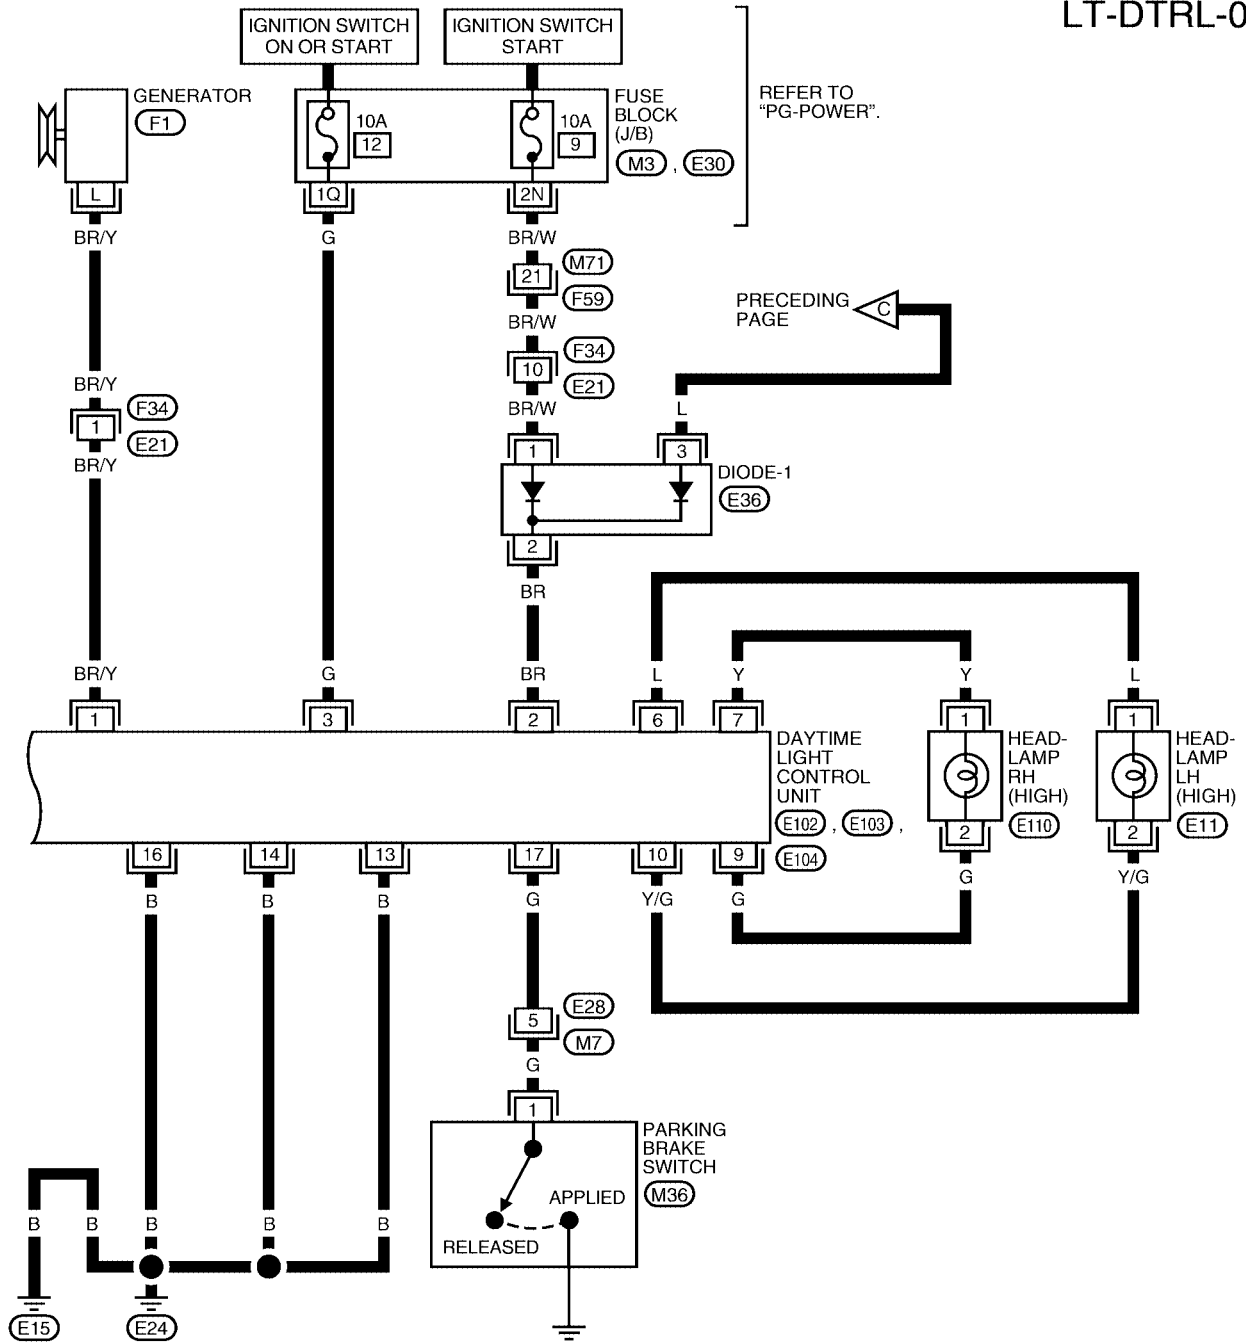 LT-DTRL-0
IGNITION SWITCH
ON OR START
IGNITION SWITCH
START
GENERATOR
F1
10A
12
10A
9
FUSE
BLOCK
(J/B)
M3 , E30
REFER TO
“PG-POWER”.
L
1Q
2N
BR/Y
G
BR/W
21
M71
F59
BR/W
PRECEDING
PAGE
C
10
F34
E21
BR/Y
1
F34
E21
BR/Y
BR/W
L
1
3
DIODE-1
E36
2
BR
BR/Y
G
BR
L
Y
Y
L
1
3
2
6
7
1
1
DAYTIME
LIGHT
CONTROL
UNIT
E102 , E103 ,
E104
HEAD-
LAMP
RH
(HIGH)
E110
HEAD-
LAMP
LH
(HIGH)
E11
2
2
16
14
13
17
10
9
G
Y/G
B
B
B
G
Y/G
G
5
E28
M7
G
1
PARKING
BRAKE
SWITCH
M36
APPLIED
RELEASED
B
B
B
B
B
E15
E24